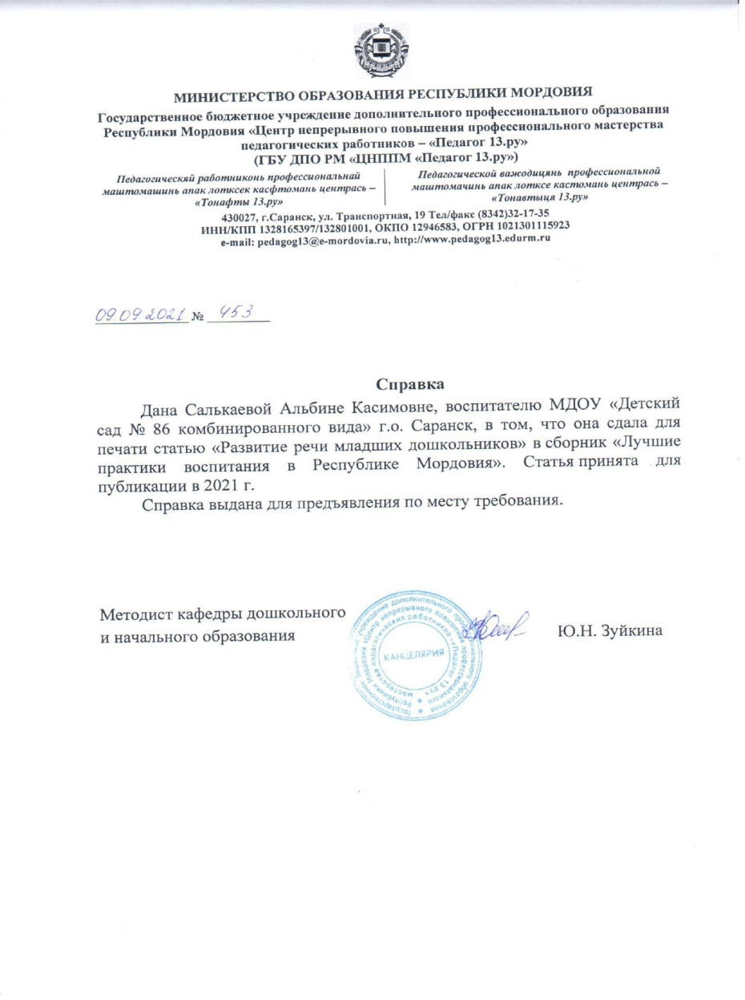 МИНИСТЕРСТВО ОБРАЗОВАНИЯ РЕСПУБЛИКИ МОРДОВИЯ
Государственное бюджетное учреждение дополнительного профессионального образования
Республики Мордовия «Центр непрерывного повышения профессионального мастерства
педагогических работников – «Педагог 13.ру»
(ГБУ ДПО РМ «ЦНППМ «Педагог 13.ру»)
Педагогическяй работниконь профессиональнай
маштомашинь апак лотксек касфтомань центрась –
«Тонафты 13.ру»
Педагогической важодицянь профессиональной
маштомачинь апак лотксе кастомань центрась –
«Тонавтыця 13.ру»
430027, г.Саранск, ул. Транспортная, 19 Тел/факс (8342)32-17-35
ИНН/КПП 1328165397/132801001, ОКПО 12946583, ОГРН 1021301115923
e-mail: pedagog13@e-mordovia.ru, http://www.pedagog13.edurm.ru
09.09.2021 № 453
Справка
Дана Салькаевой Альбине Касимовне, воспитателю МДОУ «Детский
сад № 86 комбинированного вида» г.о. Саранск, в том, что она сдала для
печати статью «Развитие речи младших дошкольников» в сборник «Лучшие
практики воспитания в Республике Мордовия». Статья принята для
публикации в 2021 г.
Справка выдана для предъявления по месту требования.
Методист кафедры дошкольного
и начального образования
Ю.Н. Зуйкина
Государственное бюджетное учреждение дополнительного профессионального образования
Республики Мордовия «Центр непрерывного повышения профессионального
мастерства педагогических работников - «Педагог 13.ру»
КАНЦЕЛЯРИЯ